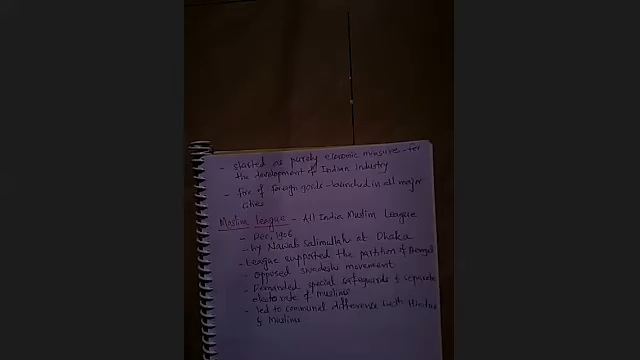 - started as purely economic measure for
the development of Indian industry
- fire of foreign goods - launched in all major
cities
Muslim League - All India Muslim League
- Dec, 1906
- by Nawab Salimullah at Dhaka
- League supported the partition of Bengal
- opposed swadeshi movement
- Demanded special safeguards & separate
electorate of muslims
- led to communal difference betn Hindus
& Muslims